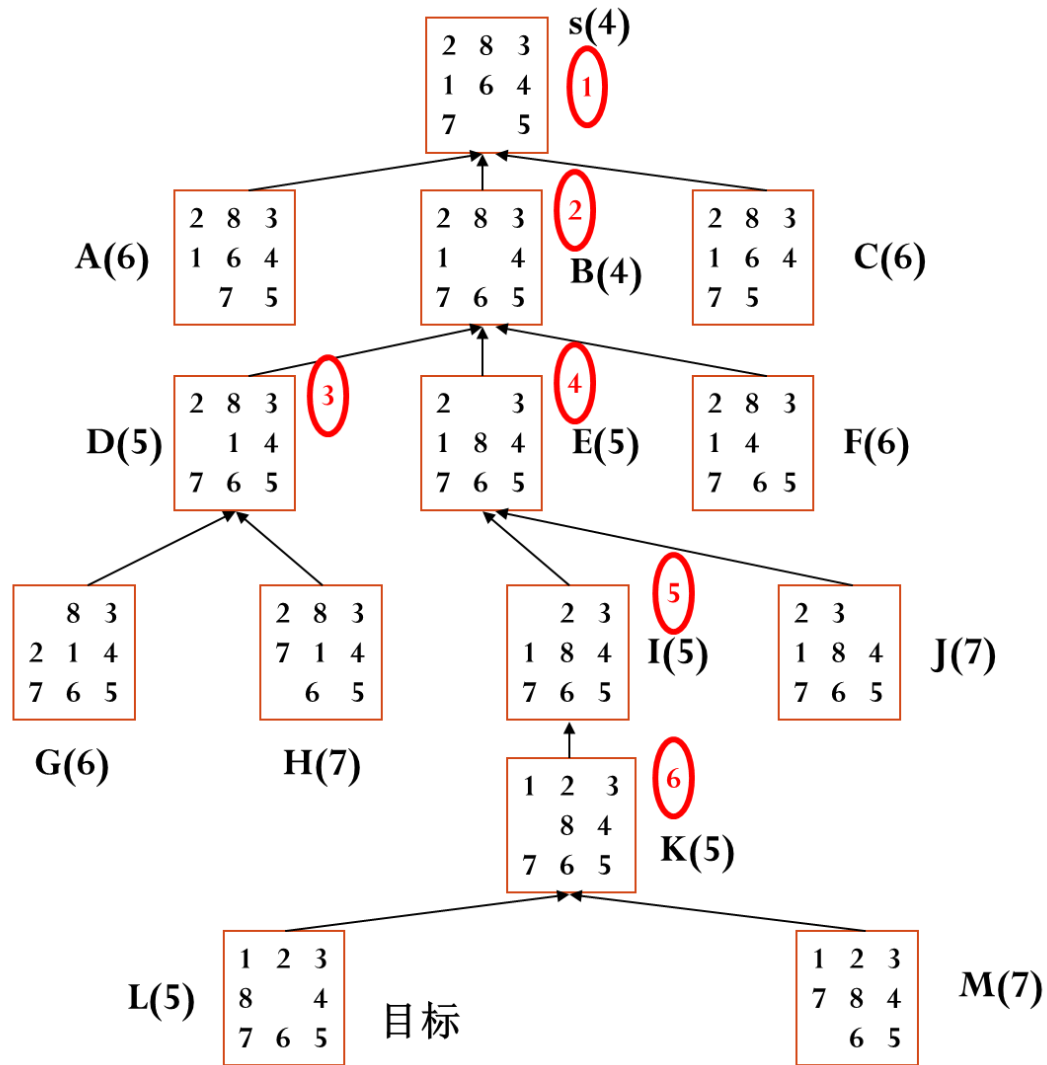 s(4)
2 8 3
1 6 4
7 5
1
A(6)
2 8 3
1 6 4
7 5
2 8 3
1 4
7 6 5
2
B(4)
2 8 3
1 6 4
7 5
C(6)
D(5)
2 8 3
1 4
7 6 5
3
2 3
1 8 4
7 6 5
4
E(5)
2 8 3
1 4
7 6 5
F(6)
8 3
2 1 4
7 6 5
G(6)
2 8 3
7 1 4
6 5
H(7)
2 3
1 8 4
7 6 5
5
I(5)
2 3
1 8 4
7 6 5
J(7)
1 2 3
8 4
7 6 5
6
K(5)
L(5)
1 2 3
8 4
7 6 5
目标
1 2 3
7 8 4
6 5
M(7)